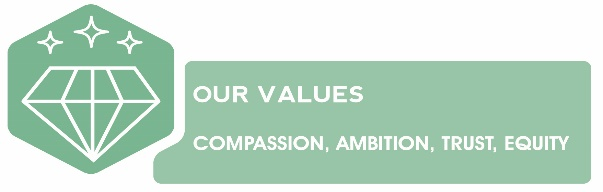 OUR VALUES
COMPASSION, AMBITION, TRUST, EQUITY